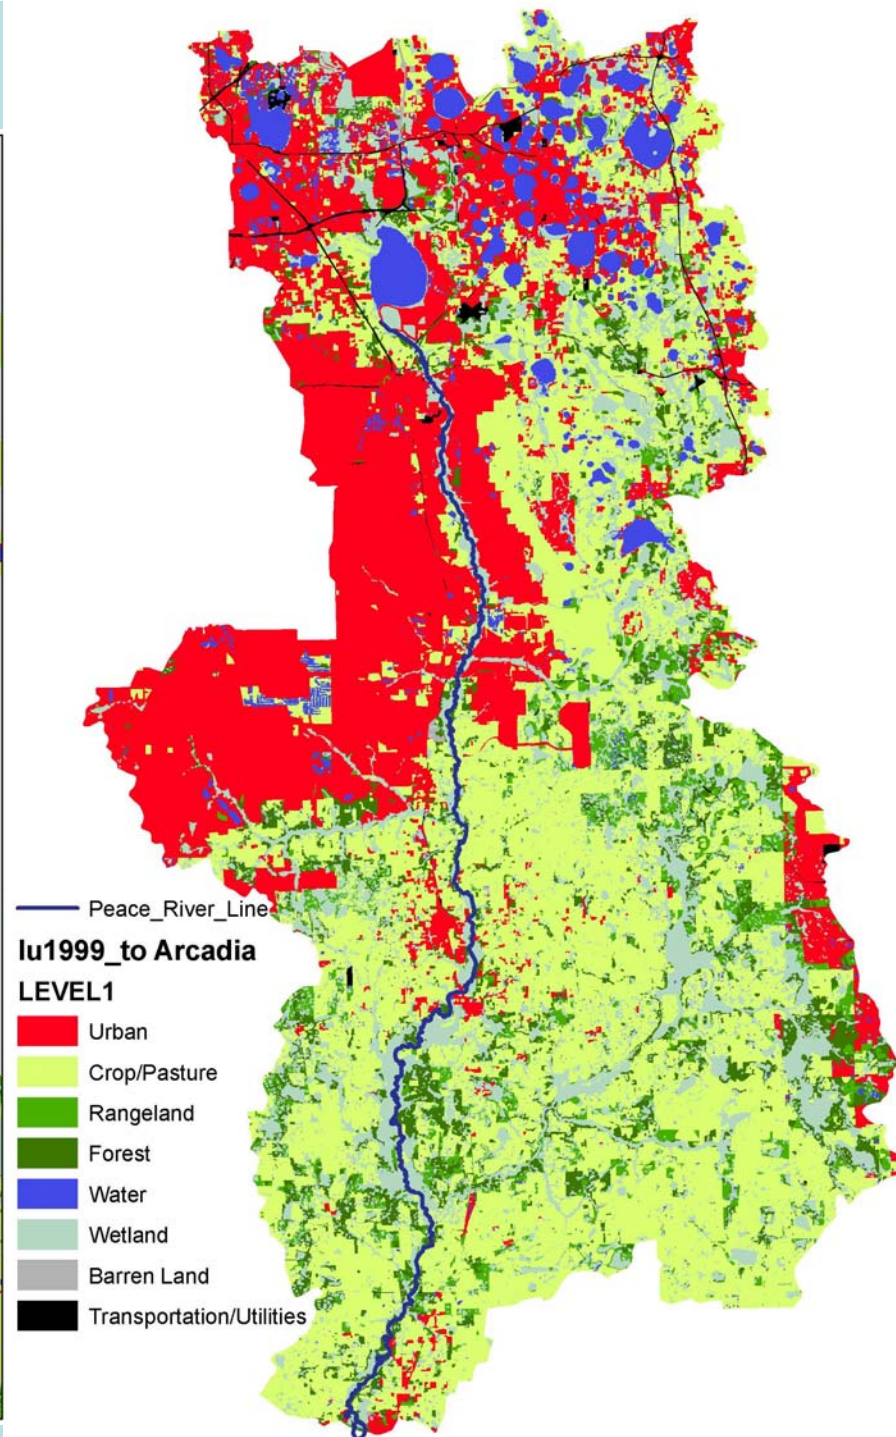 Peace_River_Line
lu1999_to Arcadia
LEVEL1
Urban
Crop/Pasture
Rangeland
Forest
Water
Wetland
Barren Land
Transportation/Utilities